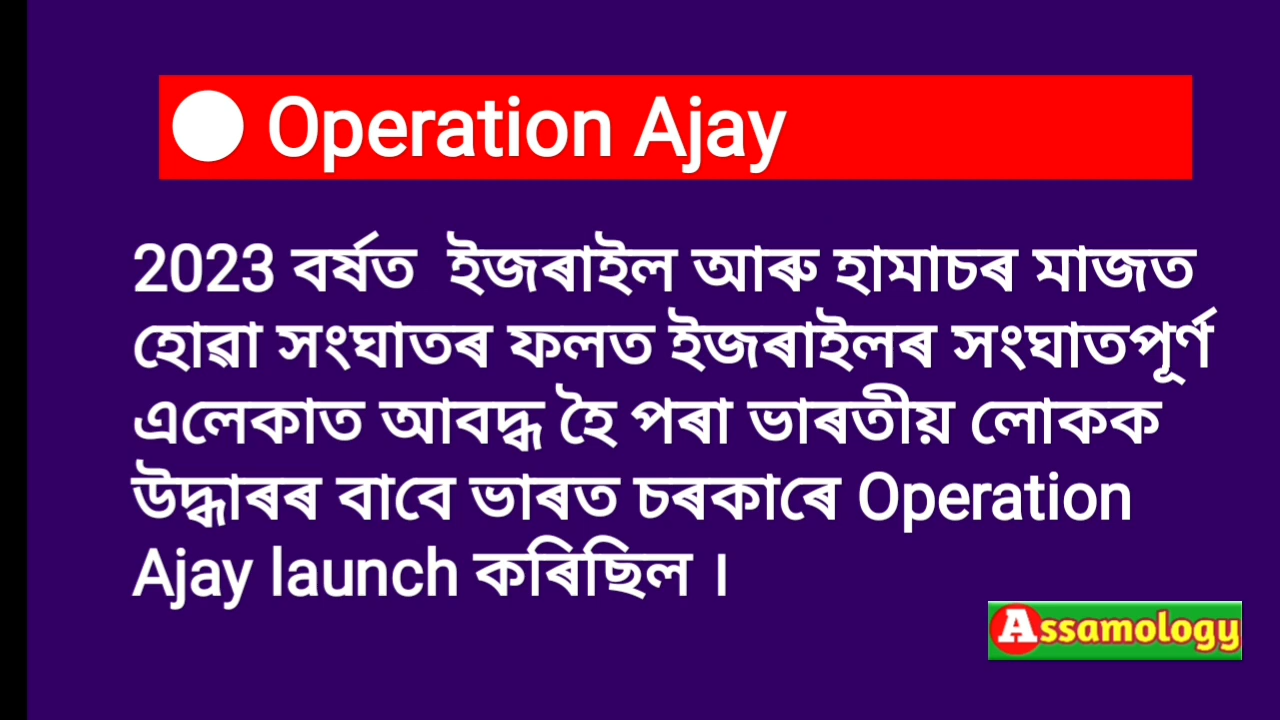 ● Operation Ajay
2023 বৰ্ষত ইজৰাইল আৰু হামাচৰ মাজত
হোৱা সংঘাতৰ ফলত ইজৰাইলৰ সংঘাতপূৰ্ণ
এলেকাত আবদ্ধ হৈ পৰা ভাৰতীয় লোকক
উদ্ধাৰৰ বাবে ভাৰত চৰকাৰে Operation
Ajay launch কৰিছিল ।
Assamology